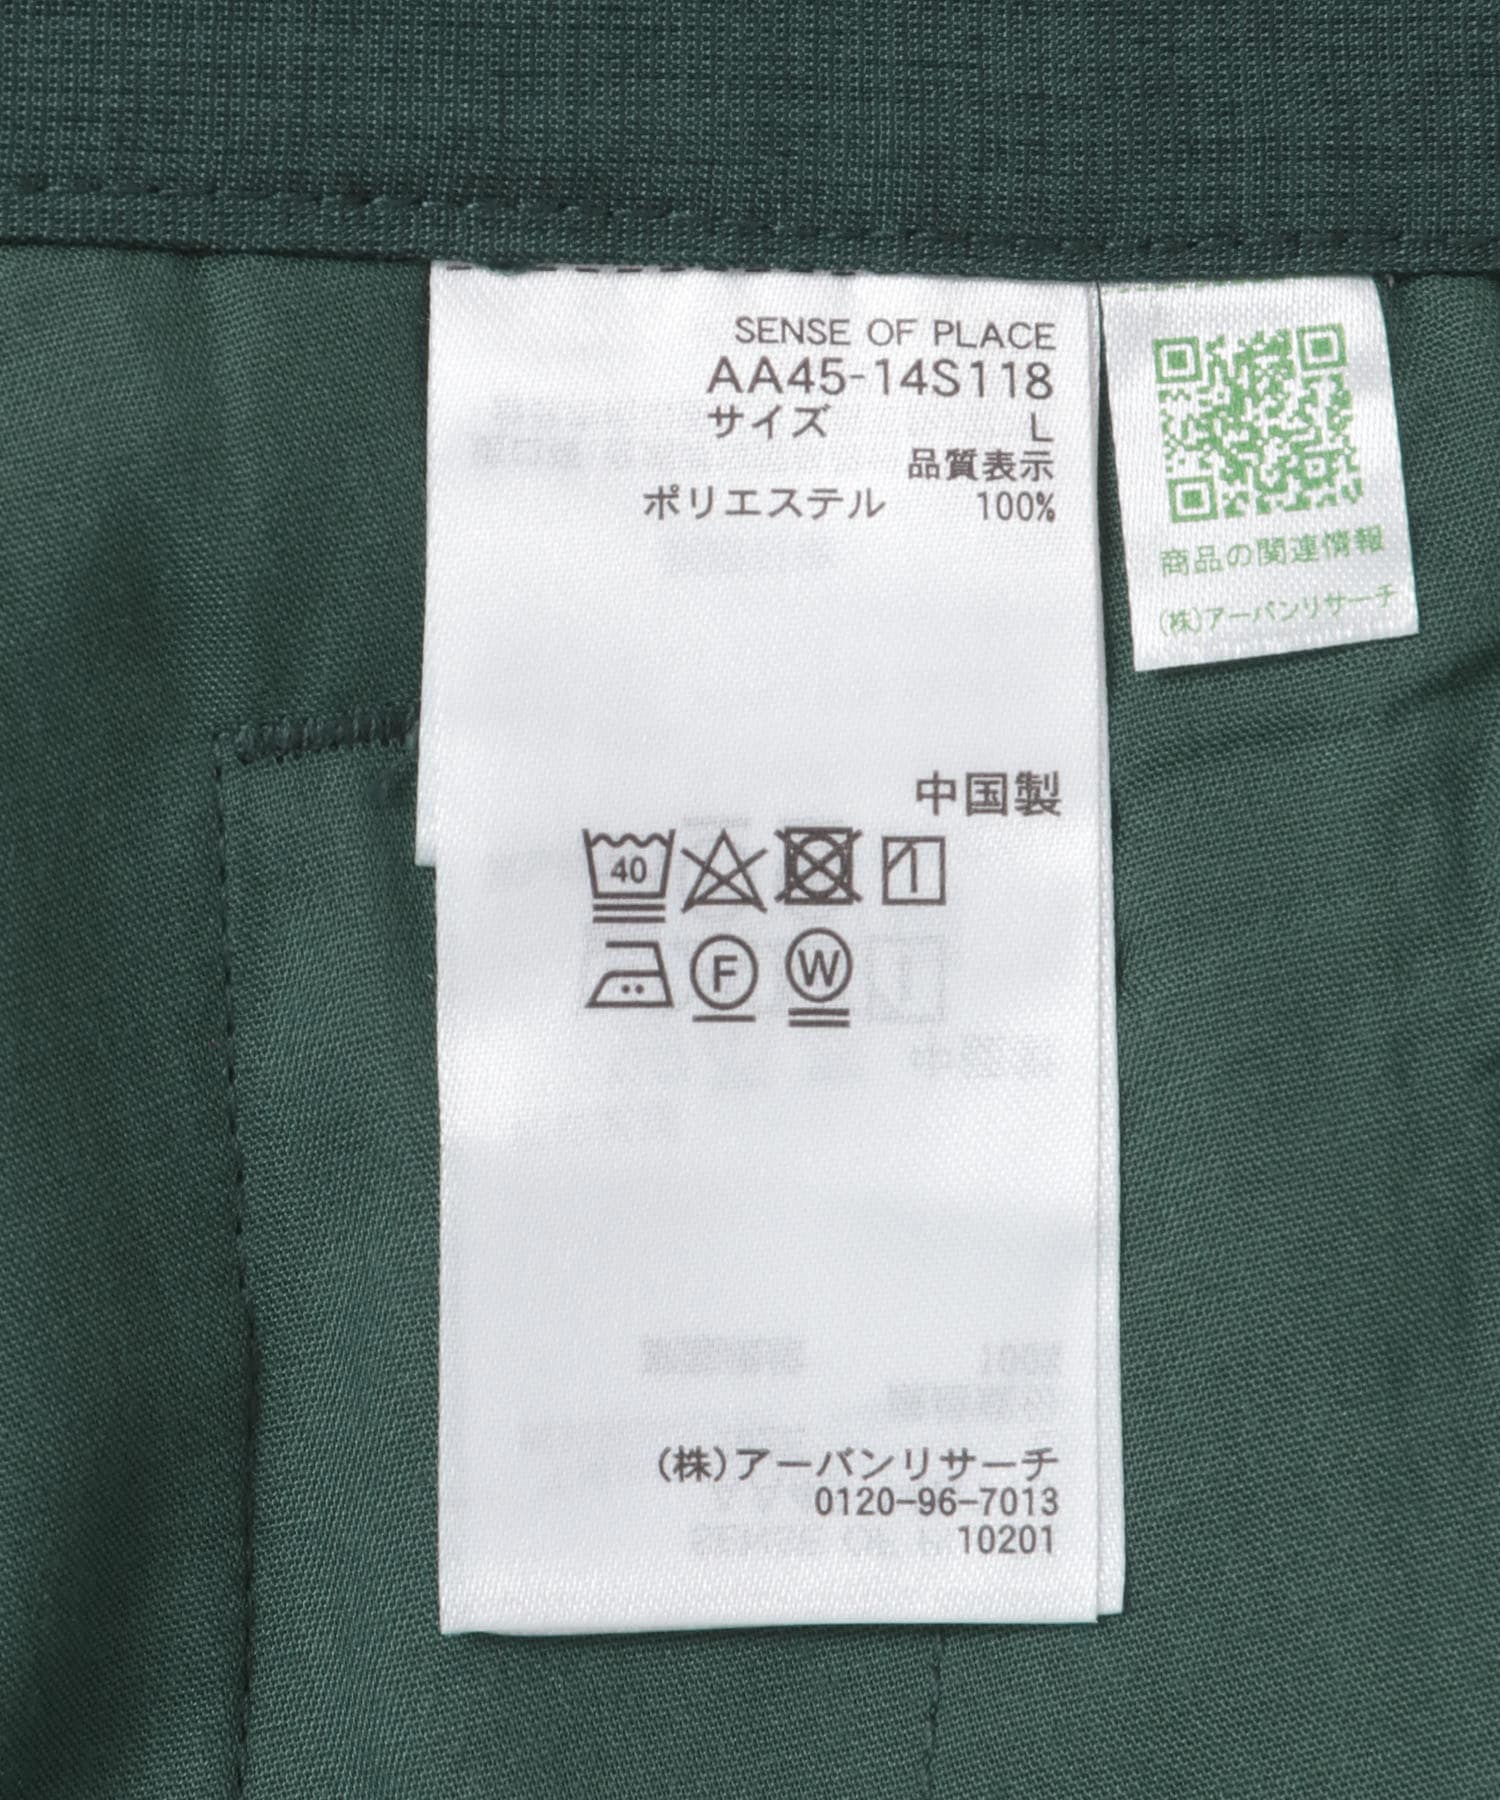 SENSE OF PLACE
AA45-14S118
サイズ L
品質表示
ポリエステル 100%
商品の関連情報
(株)アーバンリサーチ
中国製
40
F W
(株)アーバンリサーチ
0120-96-7013
10201